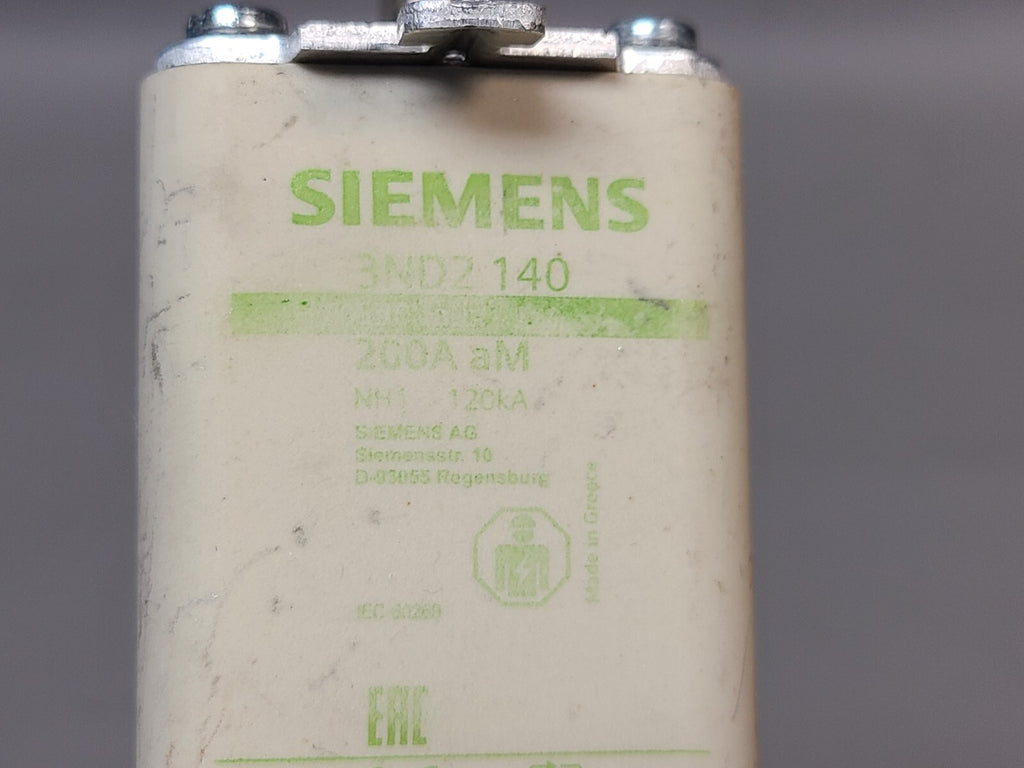 SIEMENS
3ND2 140
200A aM
NH1 120kA
SIEMENS AG
Siemensstr. 10
D-93055 Regensburg
Made in Greece
IEC 60269
EAC